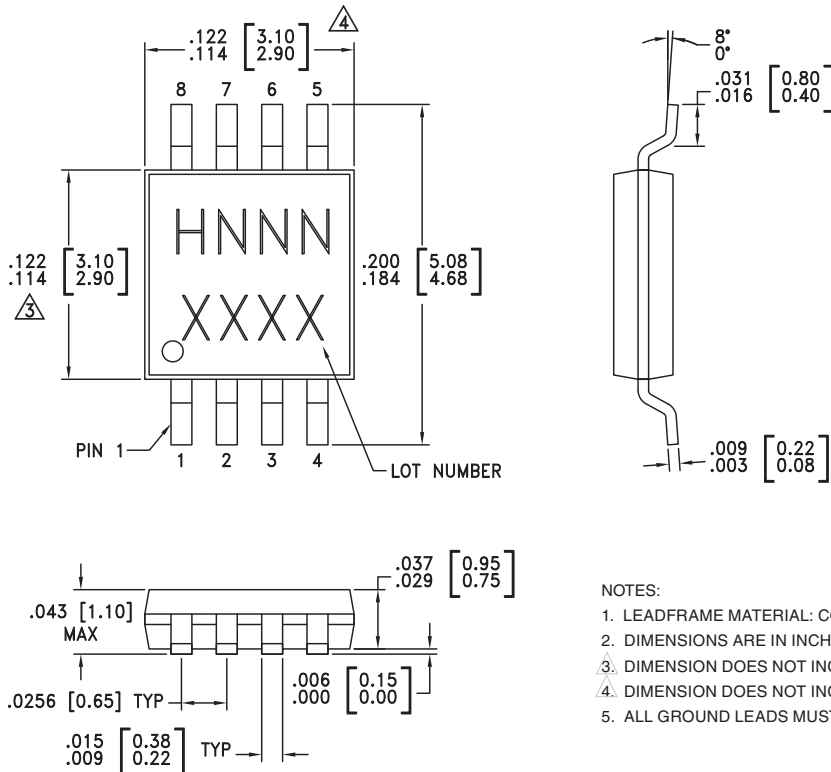 .122 [3.10]
.114 [2.90]
4
8 7 6 5
HNNN
XXXX
.122 [3.10]
.114 [2.90]
3
.200 [5.08]
.184 [4.68]
PIN 1
1 2 3 4
LOT NUMBER
8°
0°
.031 [0.80]
.016 [0.40]
.009 [0.22]
.003 [0.08]
.043 [1.10]
MAX
.037 [0.95]
.029 [0.75]
.0256 [0.65] TYP
.006 [0.15]
.000 [0.00]
.015 [0.38]
.009 [0.22]
TYP
NOTES:
1. LEADFRAME MATERIAL: CO
2. DIMENSIONS ARE IN INCH
3. DIMENSION DOES NOT INC
4. DIMENSION DOES NOT INC
5. ALL GROUND LEADS MUST